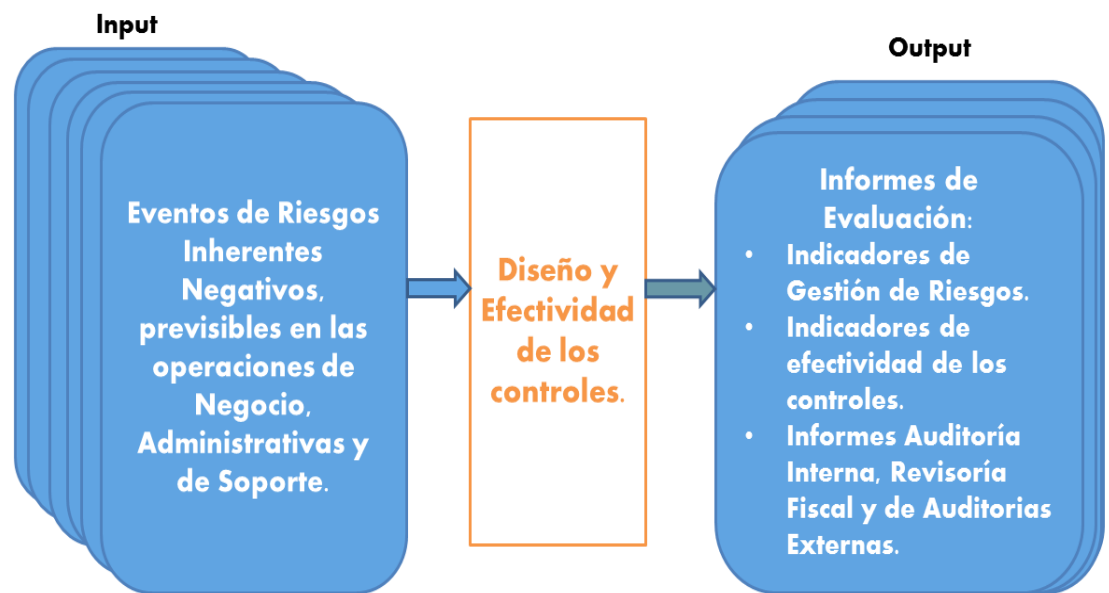 Input
Output
Eventos de Riesgos
Inherentes
Negativos,
previsibles en las
operaciones de
Negocio,
Administrativas y
de Soporte.
Diseño y
Efectividad
de los
controles.
Informes de
Evaluación:
• Indicadores de
Gestión de Riesgos.
• Indicadores de
efectividad de los
controles.
• Informes Auditoría
Interna, Revisoría
Fiscal y de Auditorias
Externas.